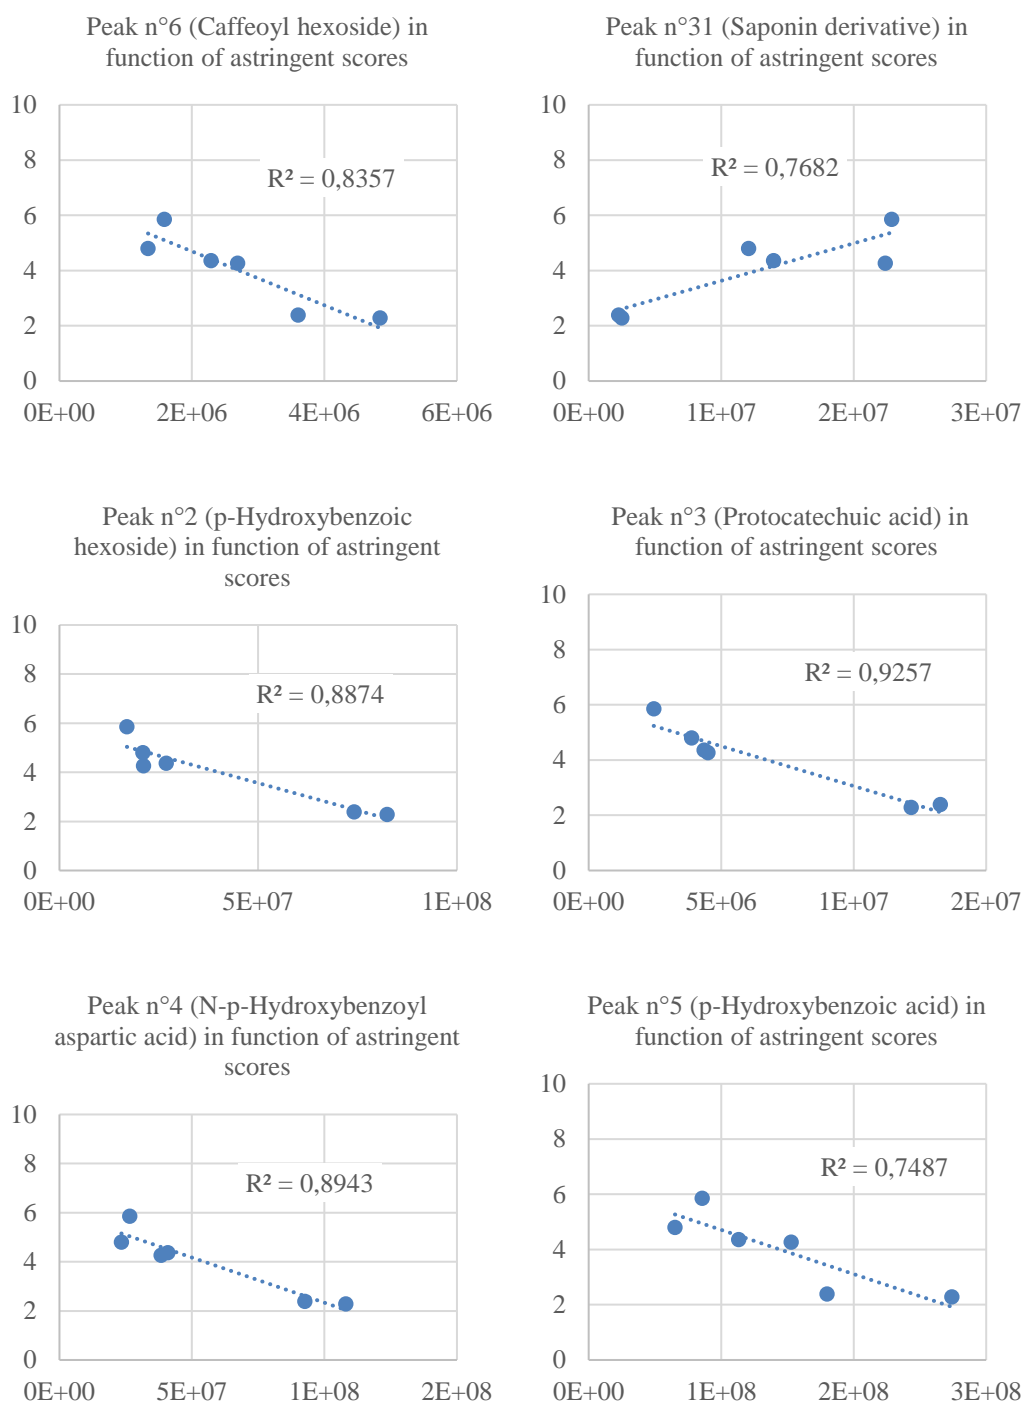 Peak n°6 (Caffeoyl hexoside) in
function of astringent scores
10
8
6
4
2
0
R² = 0,8357
0E+00 2E+06 4E+06 6E+06
Peak n°31 (Saponin derivative) in
function of astringent scores
10
8
6
4
2
0
R² = 0,7682
0E+00 1E+07 2E+07 3E+07
Peak n°2 (p-Hydroxybenzoic
hexoside) in function of astringent
scores
10
8
6
4
2
0
R² = 0,8874
0E+00 5E+07 1E+08
Peak n°3 (Protocatechuic acid) in
function of astringent scores
10
8
6
4
2
0
R² = 0,9257
0E+00 5E+06 1E+07 2E+07
Peak n°4 (N-p-Hydroxybenzoyl
aspartic acid) in function of astringent
scores
10
8
6
4
2
0
R² = 0,8943
0E+00 5E+07 1E+08 2E+08
Peak n°5 (p-Hydroxybenzoic acid) in
function of astringent scores
10
8
6
4
2
0
R² = 0,7487
0E+00 1E+08 2E+08 3E+08